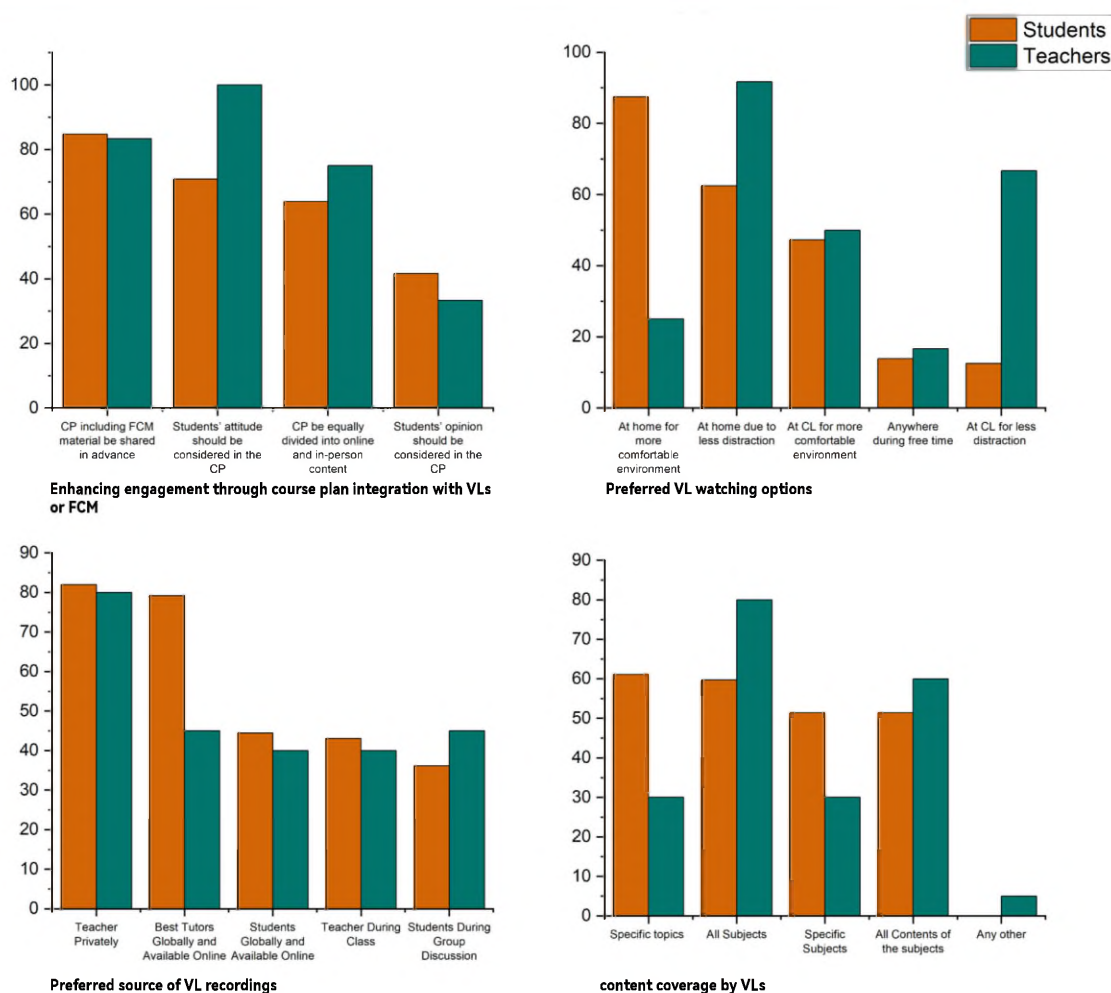 Students
Teachers
100
80
60
40
20
0
CP including FCM
material be shared
in advance
Students' attitude
should be
considered in the
CP
CP be equally
divided into online
and in-person
content
Students' opinion
should be
considered in the
CP
Enhancing engagement through course plan integration with VLs
or FCM
100
80
60
40
20
0
At home for
more
comfortable
environment
At home due to
less distraction
At CL for more
comfortable
environment
Anywhere
during free time
At CL for less
distraction
Preferred VL watching options
90
80
70
60
50
40
30
20
10
0
Teacher
Privately
Best Tutors
Globally and
Available Online
Students
Globally and
Available Online
Teacher During
Class
Students During
Group
Discussion
Preferred source of VL recordings
90
80
70
60
50
40
30
20
10
0
Specific topics
All Subjects
Specific
Subjects
All Contents of
the subjects
Any other
content coverage by VLs